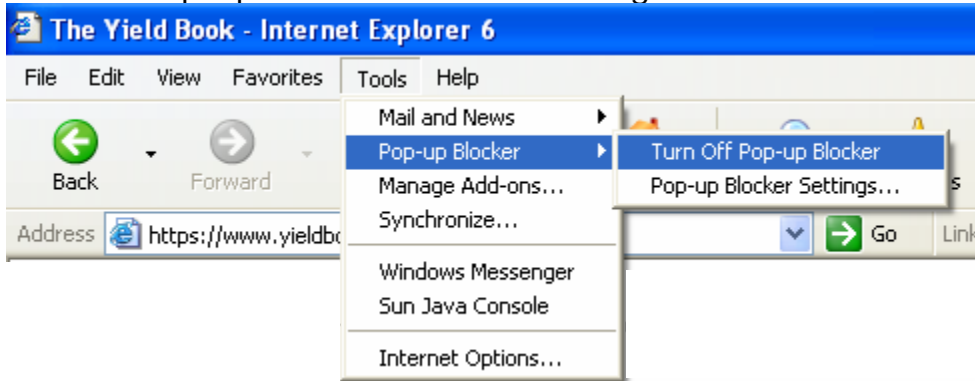 The Yield Book - Internet Explorer 6
File Edit View Favorites Tools Help
Mail and News
Pop-up Blocker Turn Off Pop-up Blocker
Back Forward Manage Add-ons... Pop-up Blocker Settings...
Synchronize...
Address https://www.yieldbo Go Link
Windows Messenger
Sun Java Console
Internet Options...